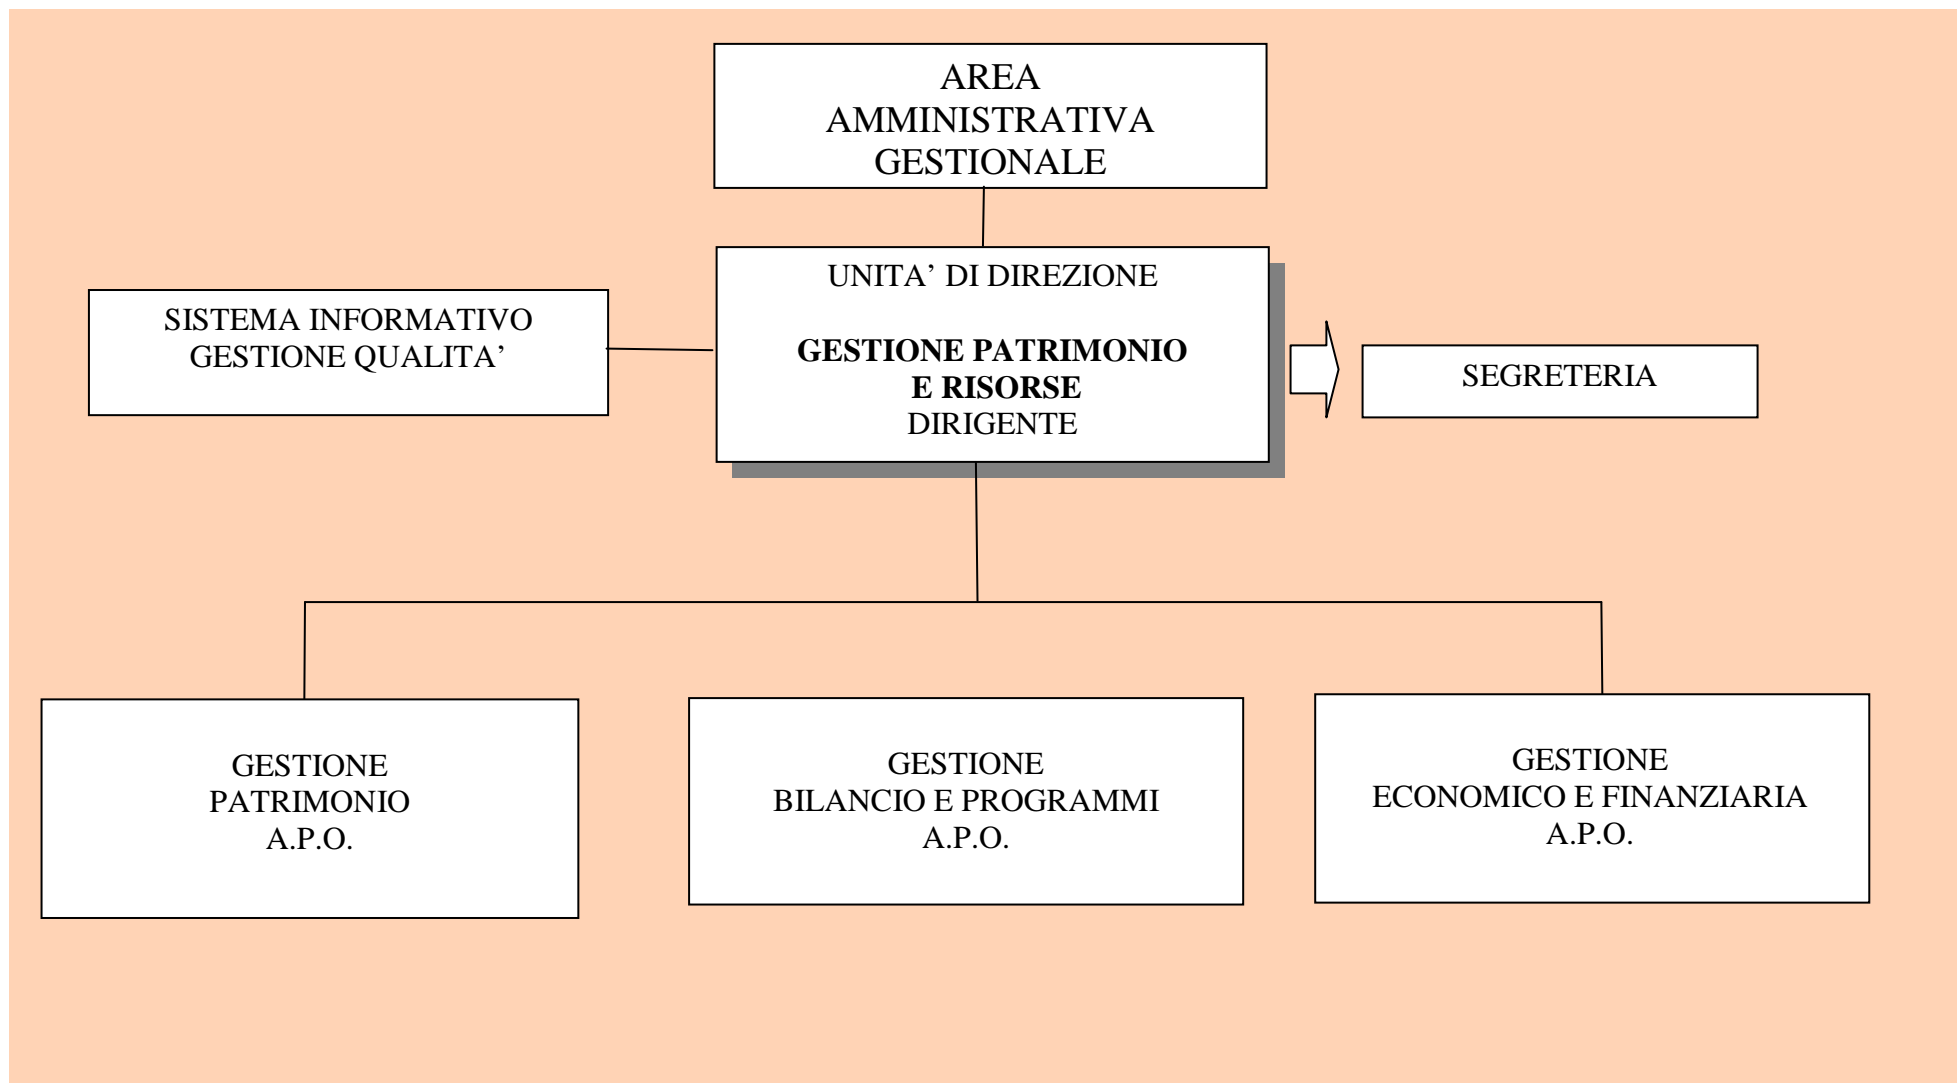 AREA
AMMINISTRATIVA
GESTIONALE
UNITA’ DI DIREZIONE
GESTIONE PATRIMONIO
E RISORSE
DIRIGENTE
SISTEMA INFORMATIVO
GESTIONE QUALITA’
SEGRETERIA
GESTIONE
PATRIMONIO
A.P.O.
GESTIONE
BILANCIO E PROGRAMMI
A.P.O.
GESTIONE
ECONOMICO E FINANZIARIA
A.P.O.